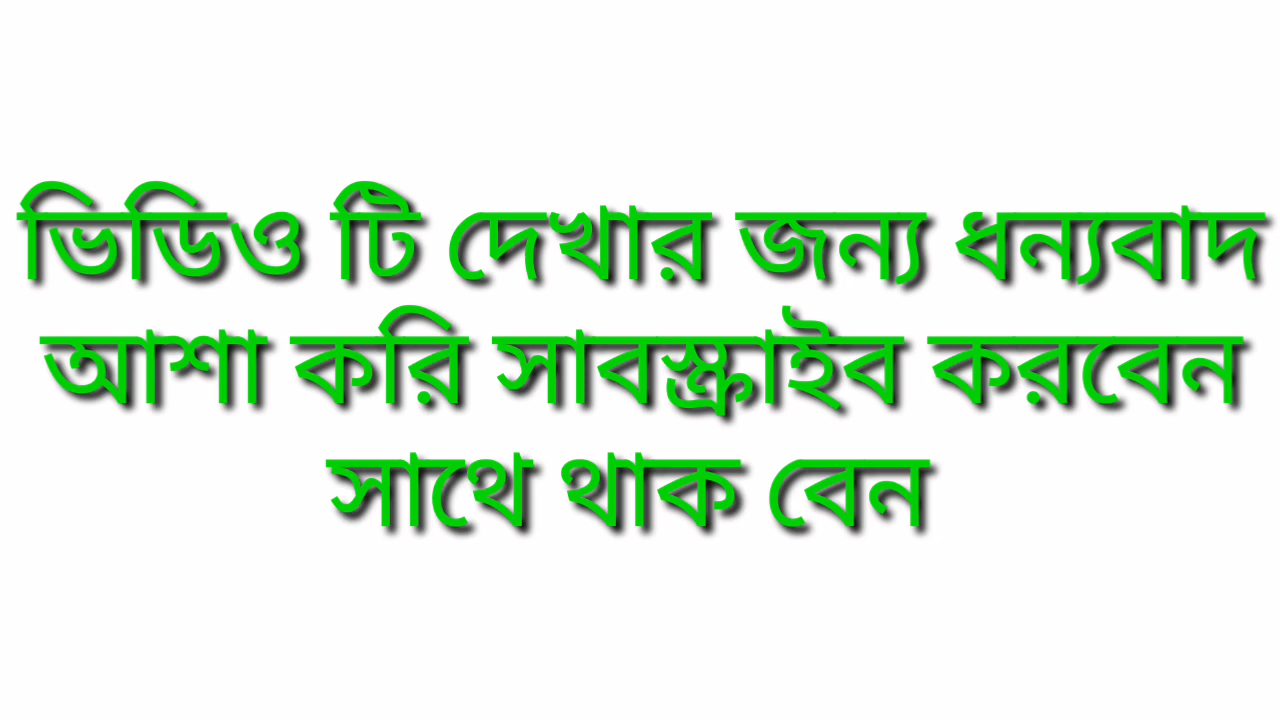 ভিডিও টি দেখার জন্য ধন্যবাদ
আশা করি সাবস্ক্রাইব করবেন
সাথে থাক বেন